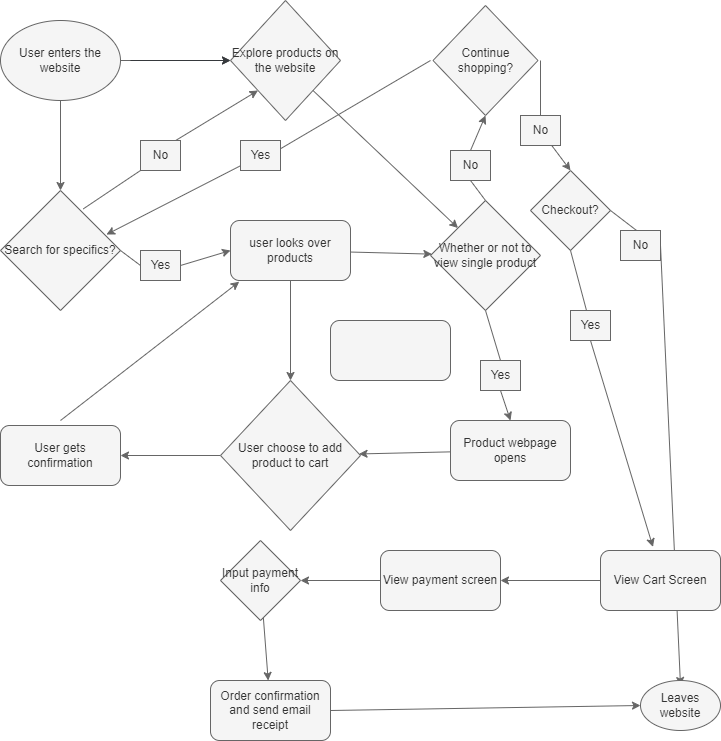 User enters the
website
Explore products on
the website
Continue
shopping?
No
No
Yes
No
Search for specifics?
Yes
user looks over
products
Whether or not to
view single product
Checkout?
No
Yes
Yes
User gets
confirmation
User choose to add
product to cart
Product webpage
opens
Input payment
info
View payment screen
View Cart Screen
Order confirmation
and send email
receipt
Leaves
website